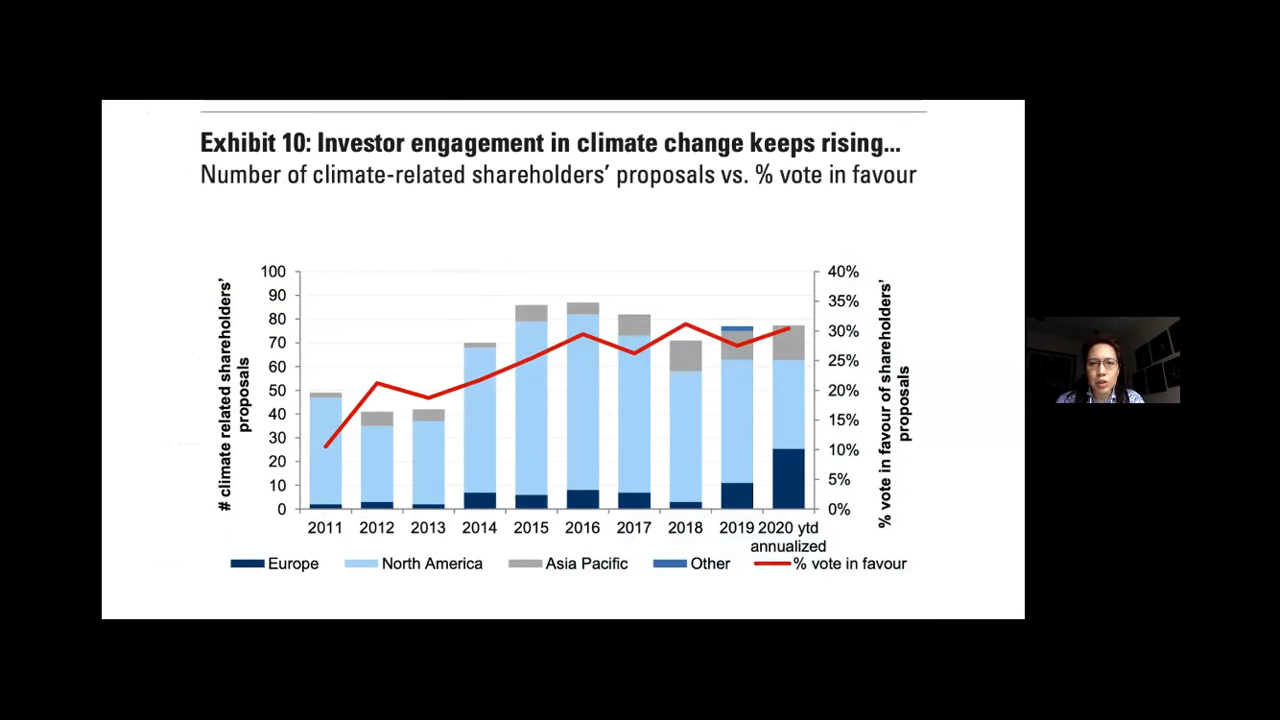 Exhibit 10: Investor engagement in climate change keeps rising...
Number of climate-related shareholders' proposals vs. % vote in favour
# climate related shareholders'
proposals
100
90
80
70
60
50
40
30
20
10
0
40%
35%
30%
25%
20%
15%
10%
5%
0%
% vote in favour of shareholders'
proposals
2011 2012 2013 2014 2015 2016 2017 2018 2019 2020 ytd
annualized
Europe North America Asia Pacific Other % vote in favour